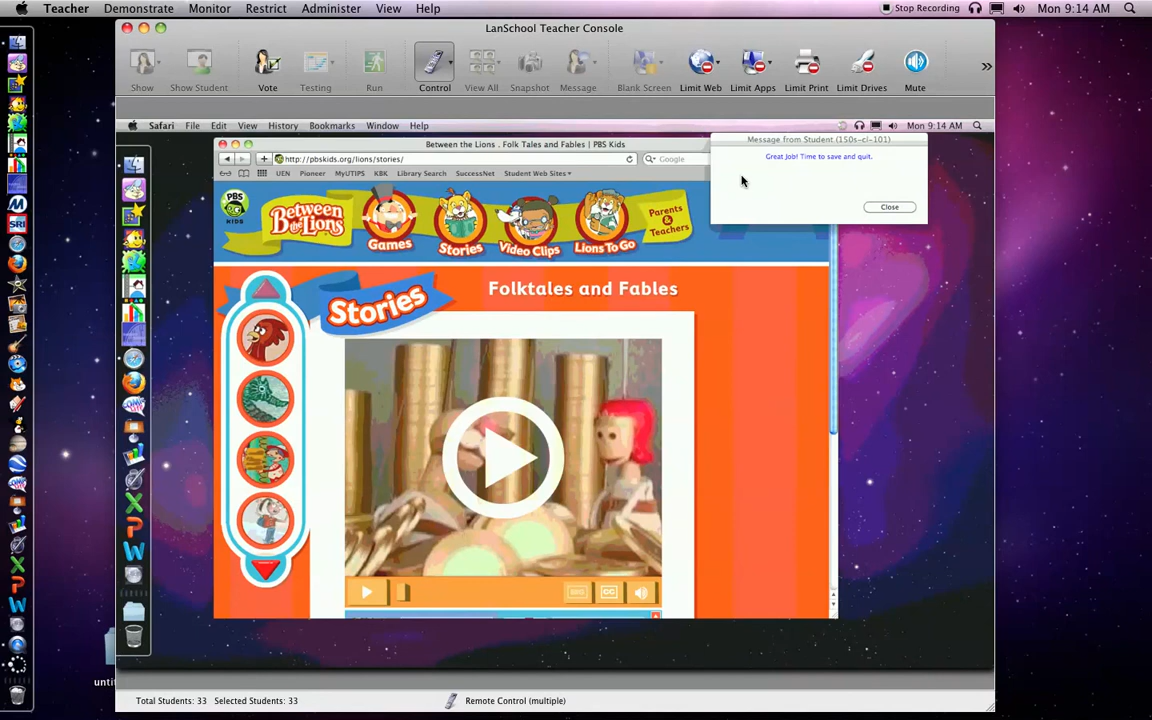 Teacher Demonstrate Monitor Restrict Administer View Help Stop Recording Mon 9:14 AM
LanSchool Teacher Console
Show Show Student Vote Testing Run Control View All Snapshot Message Blank Screen Limit Web Limit Apps Limit Print Limit Drives Mute
Safari File Edit View History Bookmarks Window Help Mon 9:14 AM
Between the Lions . Folk Tales and Fables | PBS Kids
http://pbskids.org/lions/stories/
Google
UEN Pioneer MyUTIPS KBK Library Search SuccessNet Student Web Sites
Message from Student (150s-cl-101)
Great Job! Time to save and quit.
Close
PBS
KIDS
Between
the Lions
Games
Stories
Video Clips
Lions To Go
Parents
&
Teachers
Stories
Folktales and Fables
CC
Total Students: 33 Selected Students: 33 Remote Control (multiple)